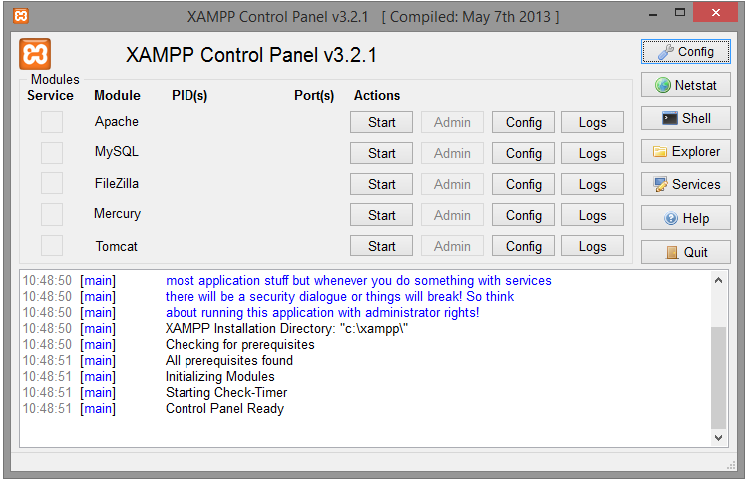 XAMPP Control Panel v3.2.1 [ Compiled: May 7th 2013 ]
XAMPP Control Panel v3.2.1
Config
Modules
Service Module PID(s) Port(s) Actions
Netstat
Apache Start Admin Config Logs
Shell
MySQL Start Admin Config Logs
Explorer
FileZilla Start Admin Config Logs
Services
Mercury Start Admin Config Logs
Help
Tomcat Start Admin Config Logs
Quit
10:48:50 [main] most application stuff but whenever you do something with services
10:48:50 [main] there will be a security dialogue or things will break! So think
10:48:50 [main] about running this application with administrator rights!
10:48:50 [main] XAMPP Installation Directory: "c:\xampp\"
10:48:50 [main] Checking for prerequisites
10:48:51 [main] All prerequisites found
10:48:51 [main] Initializing Modules
10:48:51 [main] Starting Check-Timer
10:48:51 [main] Control Panel Ready